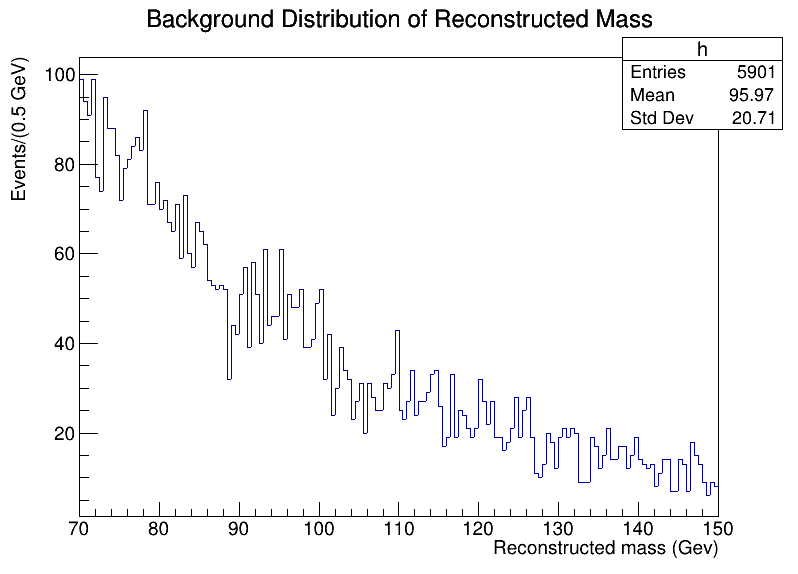 Background Distribution of Reconstructed Mass
h
Entries 5901
Mean 95.97
Std Dev 20.71
Events/(0.5 GeV)
100
80
60
40
20
70 80 90 100 110 120 130 140 150
Reconstructed mass (Gev)